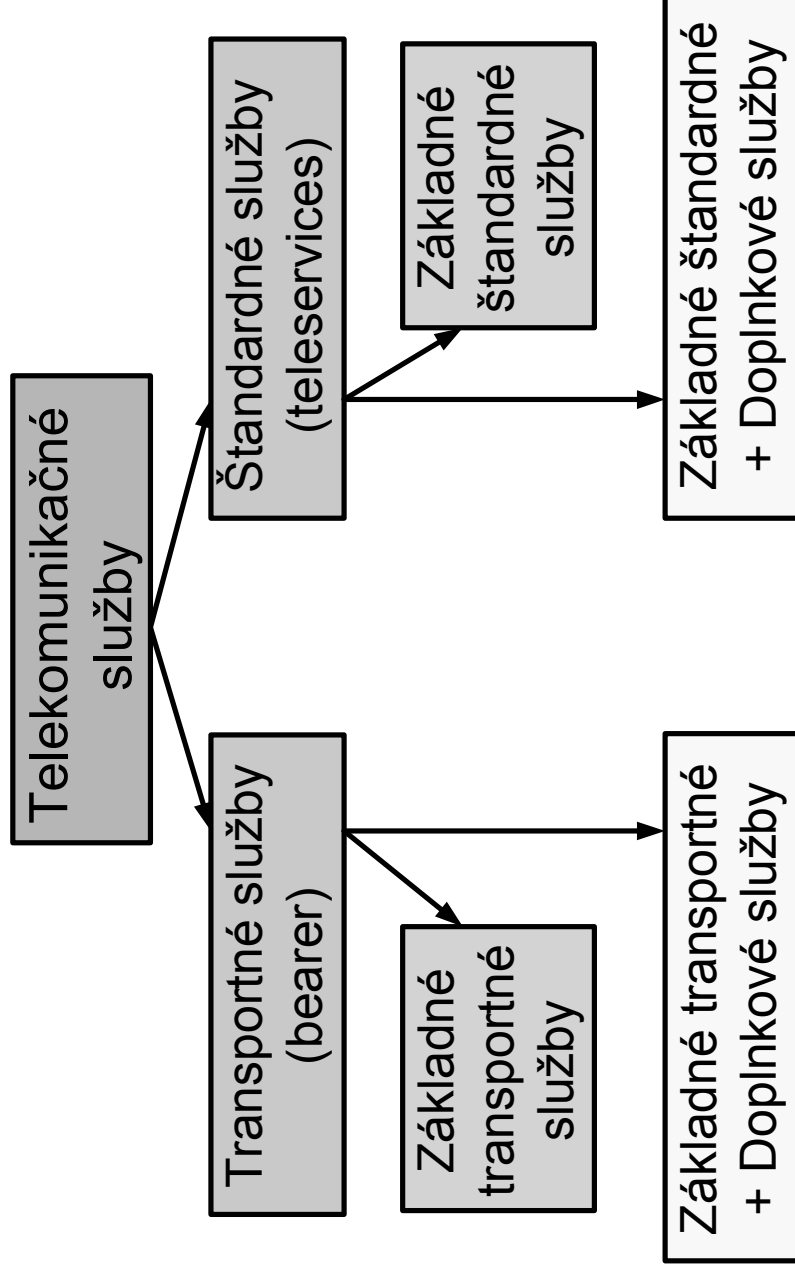 Telekomunikačné
služby
Transportné služby
(bearer)
Štandardné služby
(teleservices)
Základné
transportné
služby
Základné
štandardné
služby
Základné transportné
+ Doplnkové služby
Základné štandardné
+ Doplnkové služby